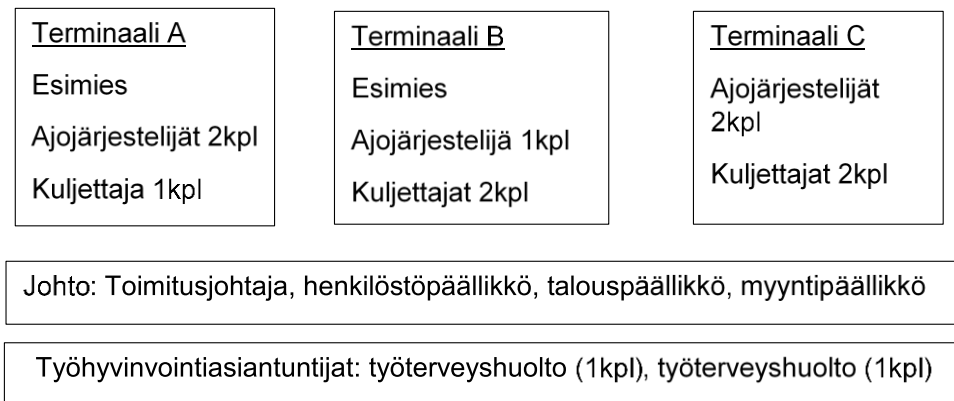 Terminaali A
Esimies
Ajojärjestelijät 2kpl
Kuljettaja 1kpl
Terminaali B
Esimies
Ajojärjestelijä 1kpl
Kuljettajat 2kpl
Terminaali C
Ajojärjestelijät
2kpl
Kuljettajat 2kpl
Johto: Toimitusjohtaja, henkilöstöpäällikkö, talouspäällikkö, myyntipäällikkö
Työhyvinvointiasiantuntijat: työterveyshuolto (1kpl), työterveyshuolto (1kpl)